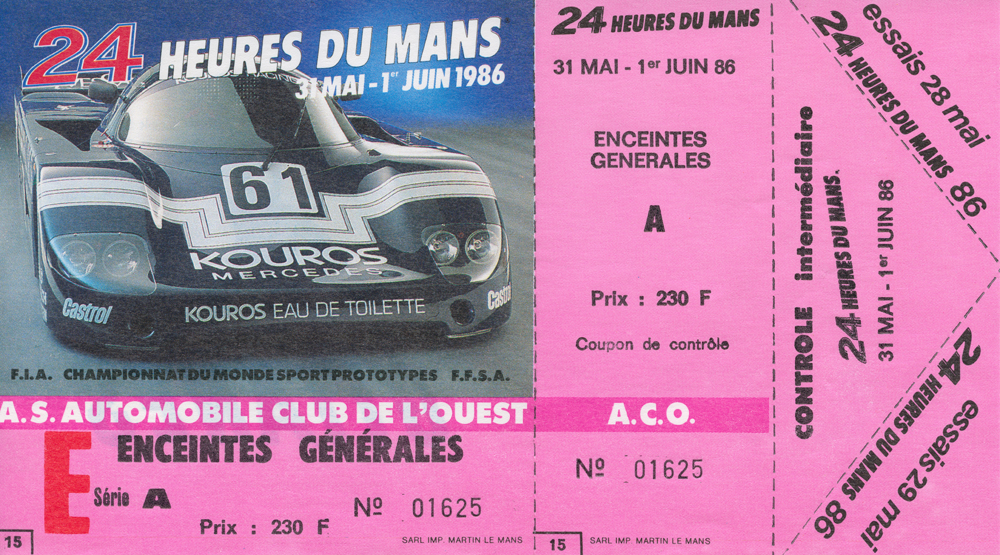 24 HEURES DU MANS
31 MAI - 1er JUIN 1986
61
KOUROS
MERCEDES
Castrol
KOUROS EAU DE TOILETTE
Castrol
F.I.A. CHAMPIONNAT DU MONDE SPORT PROTOTYPES F.F.S.A.
A.S. AUTOMOBILE CLUB DE L'OUEST
E
ENCEINTES GÉNÉRALES
Série A
Nº 01625
Prix : 230 F
15
SARL IMP. MARTIN LE MANS
24 HEURES DU MANS
31 MAI - 1er JUIN 86
ENCEINTES
GENERALES
A
Prix : 230 F
Coupon de contrôle
A.C.O.
Nº 01625
15
SARL IMP. MARTIN LE MANS
CONTROLE intermédiaire
24 HEURES DU MANS.
31 MAI - 1er JUIN 86
essais 28 mai
24 HEURES DU MANS 86
24 HEURES DU MANS 86
essais 29 mai